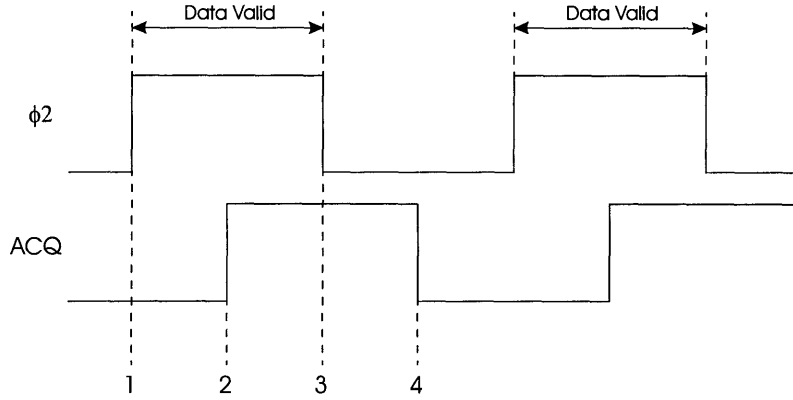 Data Valid
Data Valid
ϕ2
ACQ
1 2 3 4